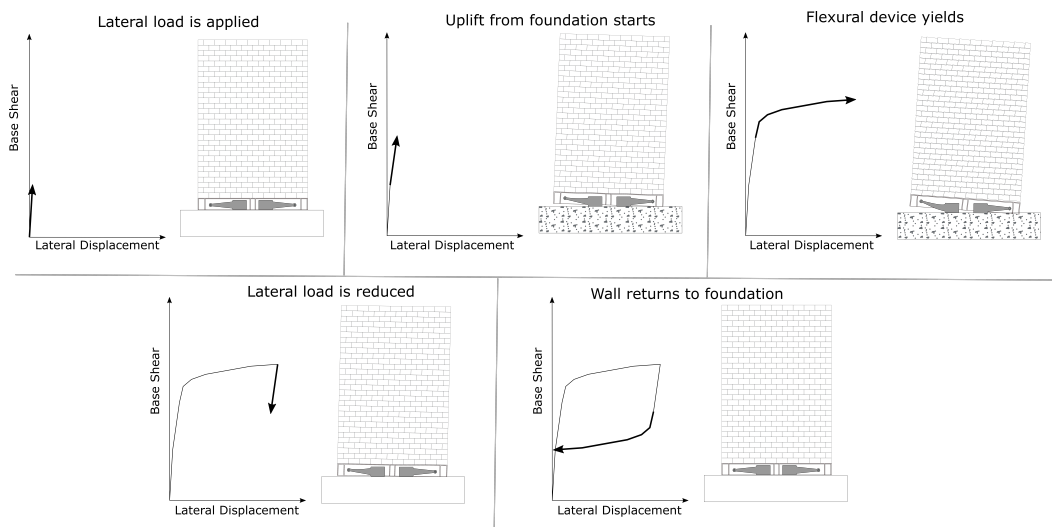 Lateral load is applied
Base Shear
Lateral Displacement
Uplift from foundation starts
Base Shear
Lateral Displacement
Flexural device yields
Base Shear
Lateral Displacement
Lateral load is reduced
Base Shear
Lateral Displacement
Wall returns to foundation
Base Shear
Lateral Displacement